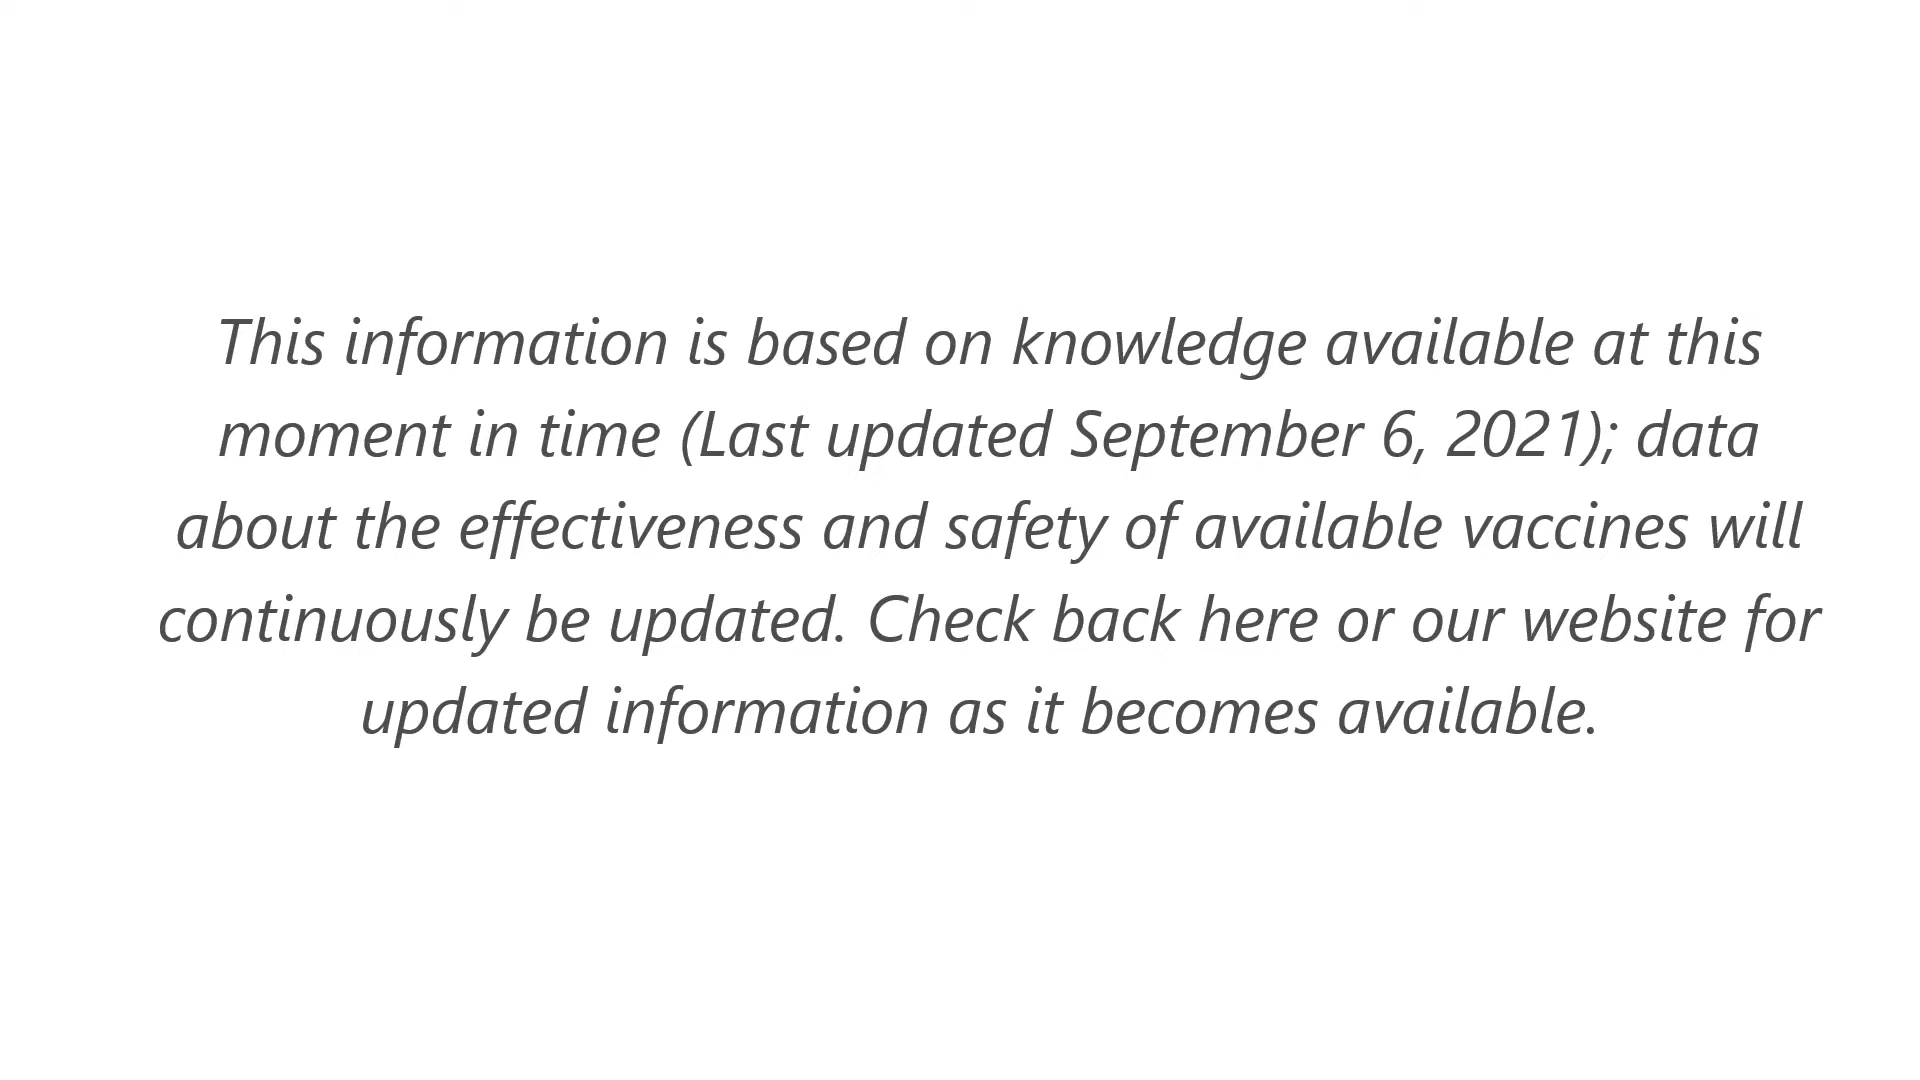 This information is based on knowledge available at this
moment in time (Last updated September 6, 2021); data
about the effectiveness and safety of available vaccines will
continuously be updated. Check back here or our website for
updated information as it becomes available.